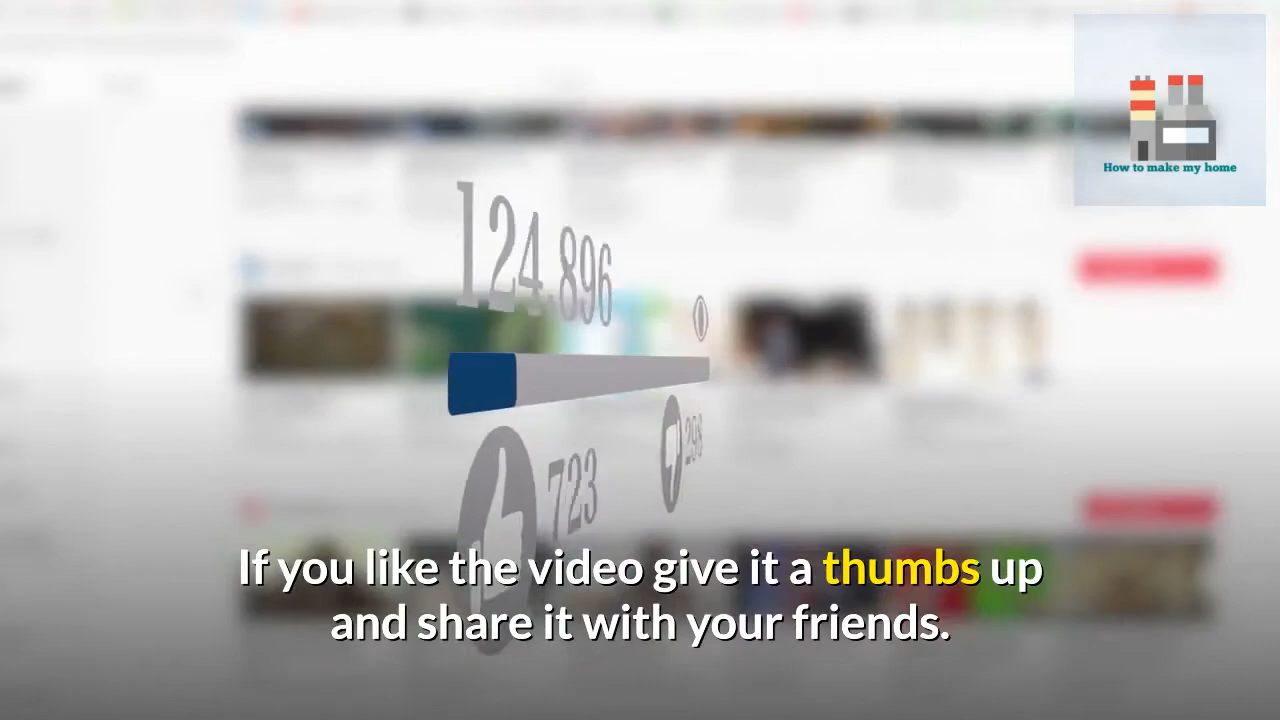 How to make my home
124,896
723
298
If you like the video give it a thumbs up
and share it with your friends.